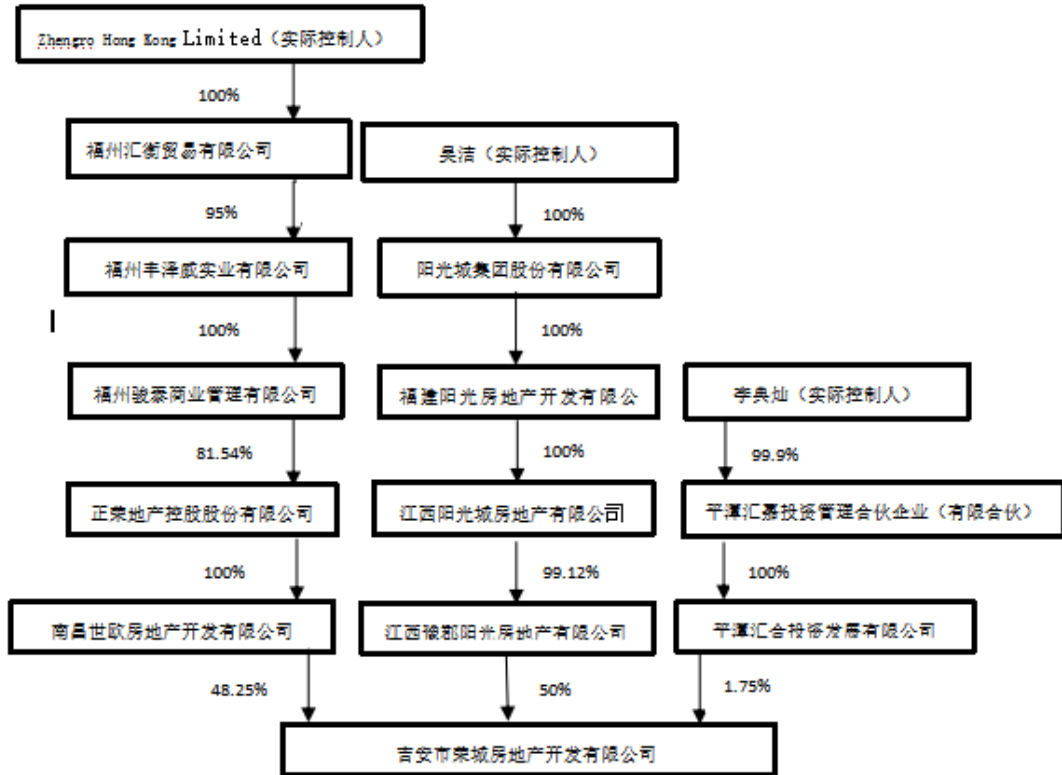 Zhengro Hong Kong Limited（实际控制人）
100%
福州汇衡贸易有限公司
吴洁（实际控制人）
95%
100%
福州丰泽威实业有限公司
阳光城集团股份有限公司
100%
100%
福州骏泰商业管理有限公司
福建阳光房地产开发有限公
李典灿（实际控制人）
81.54%
100%
99.9%
正荣地产控股股份有限公司
江西阳光城房地产有限公司
平潭汇嘉投资管理合伙企业（有限合伙）
100%
99.12%
100%
南昌世欧房地产开发有限公司
江西豫郡阳光房地产有限公司
平潭汇合投资发展有限公司
48.25%
50%
1.75%
吉安市荣城房地产开发有限公司